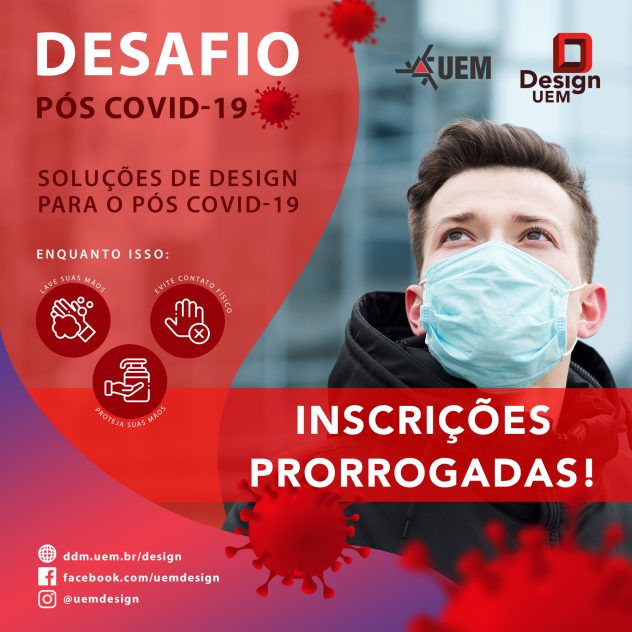 DESAFIO
PÓS COVID-19
UEM
Design
UEM
SOLUÇÕES DE DESIGN
PARA O PÓS COVID-19
ENQUANTO ISSO:
LAVE SUAS MÃOS
EVITE CONTATO FÍSICO
PROTEJA SUAS MÃOS
INSCRIÇÕES
PRORROGADAS!
ddm.uem.br/design
facebook.com/uemdesign
@uemdesign